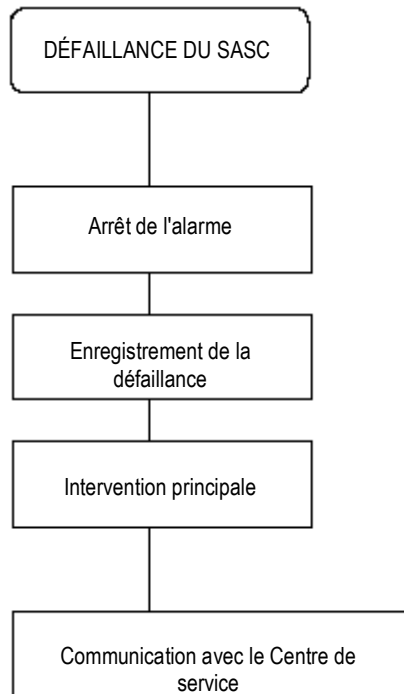 DÉFAILLANCE DU SASC
Arrêt de l'alarme
Enregistrement de la
défaillance
Intervention principale
Communication avec le Centre de
service